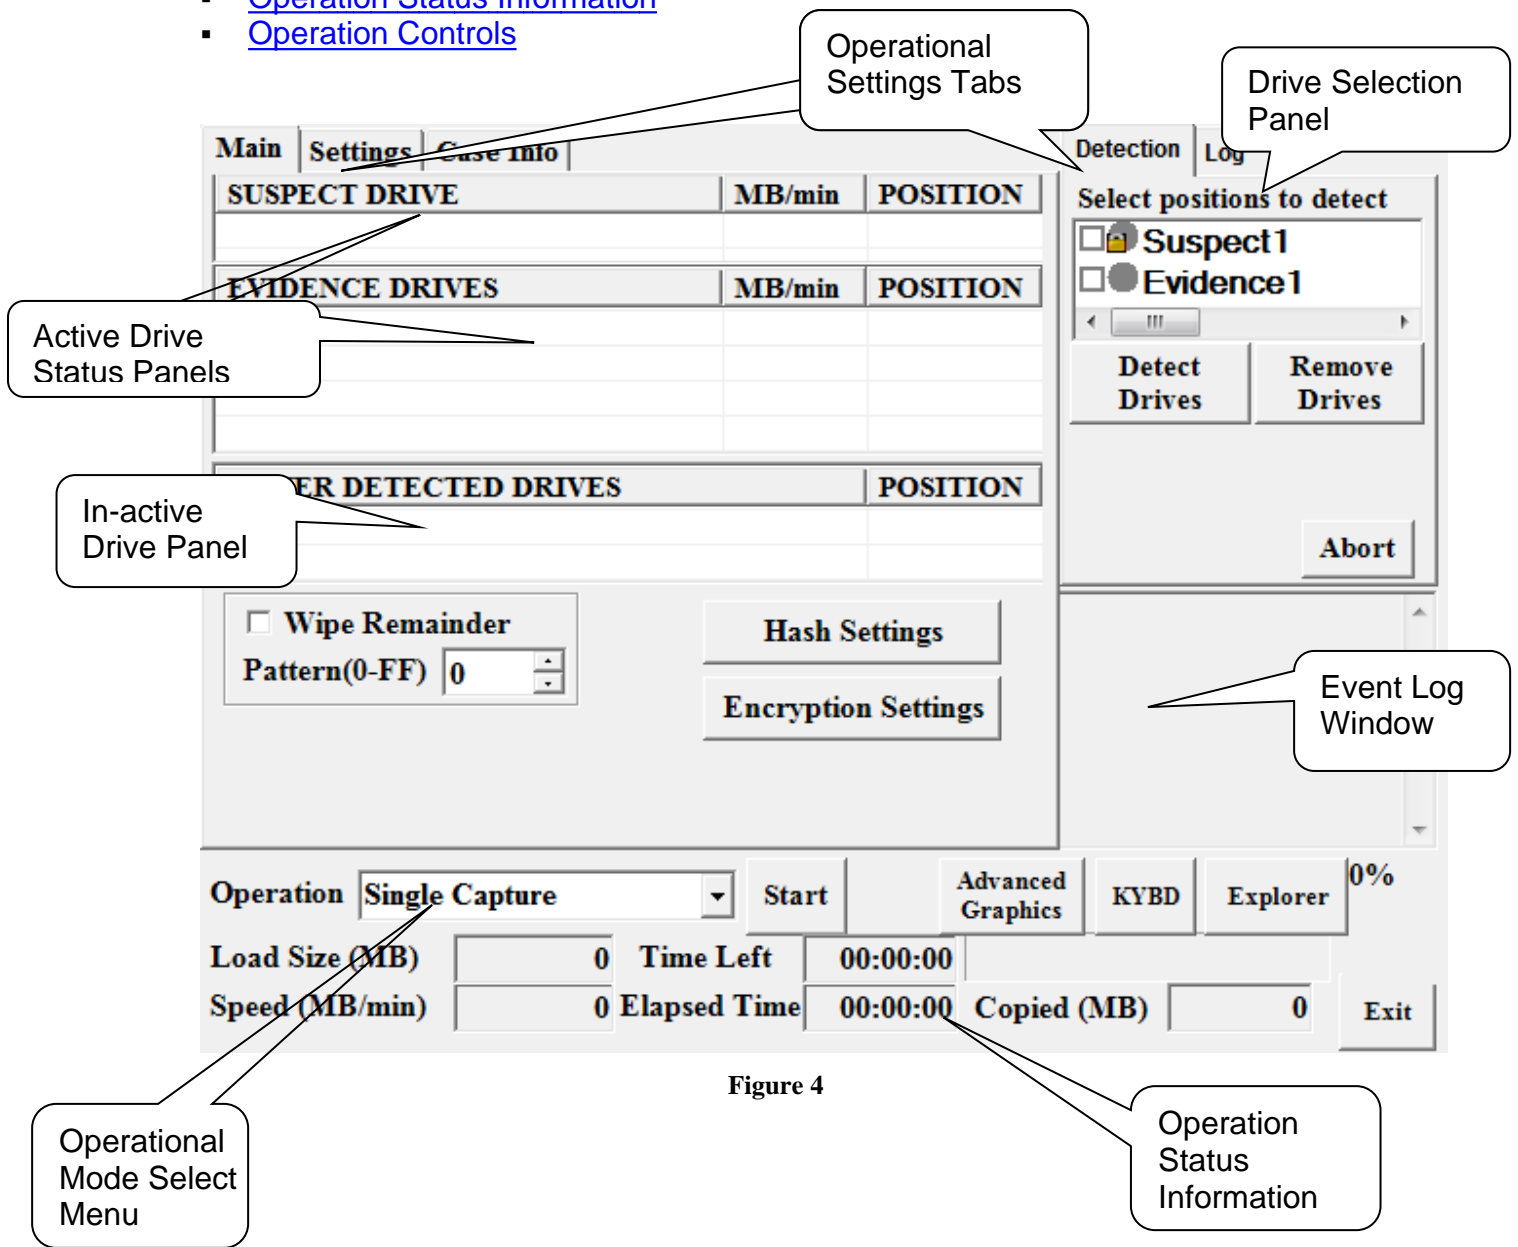 Operation Status Information
Operation Controls
Operational
Settings Tabs
Drive Selection
Panel
Main Settings Case Info
Detection Log
SUSPECT DRIVE MB/min POSITION
Select positions to detect
Suspect1
Evidence1
EVIDENCE DRIVES MB/min POSITION
Active Drive
Status Panels
Detect
Drives
Remove
Drives
ER DETECTED DRIVES POSITION
In-active
Drive Panel
Abort
Wipe Remainder
Pattern(0-FF) 0
Hash Settings
Encryption Settings
Event Log
Window
Operation Single Capture Start
Advanced
Graphics
KYBD
Explorer
0%
Load Size (MB) 0 Time Left 00:00:00
Speed (MB/min) 0 Elapsed Time 00:00:00 Copied (MB) 0 Exit
Figure 4
Operational
Mode Select
Menu
Operation
Status
Information